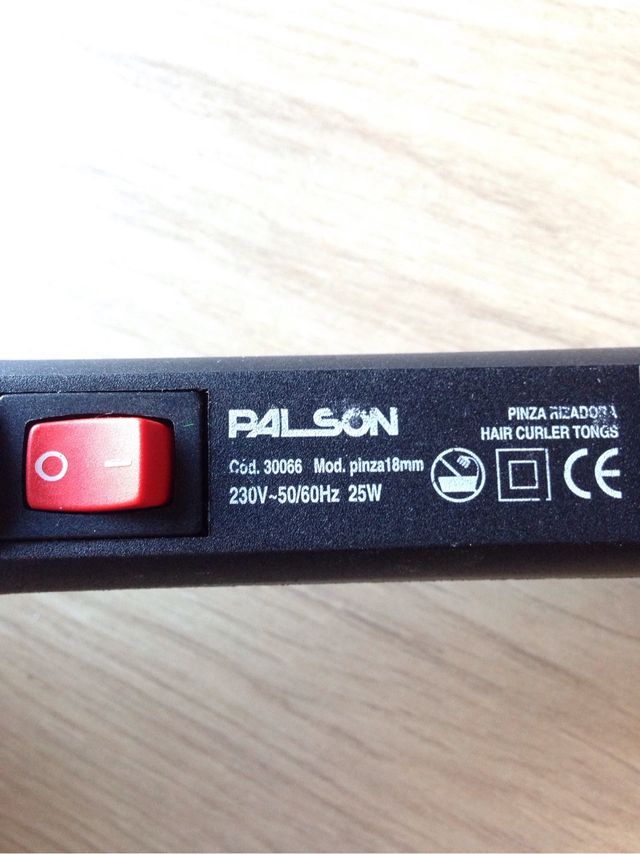 PALSON
Cód. 30066 Mod. pinza18mm
230V~50/60Hz 25W
PINZA RIZADORA
HAIR CURLER TONGS
CE